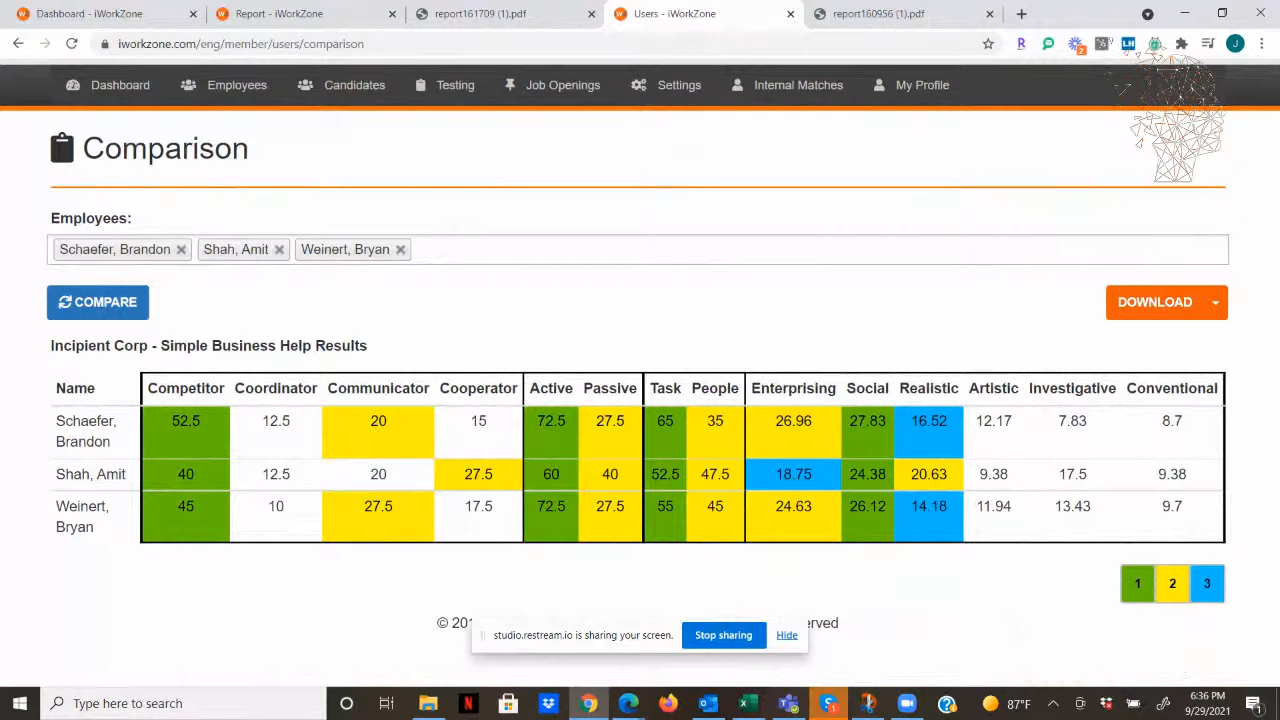 Dashboard - iWorkZone
Report - iWorkZone
report161709 (1).pdf
Users - iWorkZone
report160956 (1).pdf
iworkzone.com/eng/member/users/comparison
R
2
LH
J
Dashboard Employees Candidates Testing Job Openings Settings Internal Matches My Profile
Comparison
Employees:
Schaefer, Brandon Shah, Amit Weinert, Bryan
COMPARE
DOWNLOAD
Incipient Corp - Simple Business Help Results
Name Competitor Coordinator Communicator Cooperator Active Passive Task People Enterprising Social Realistic Artistic Investigative Conventional
Schaefer, Brandon 52.5 12.5 20 15 72.5 27.5 65 35 26.96 27.83 16.52 12.17 7.83 8.7
Shah, Amit 40 12.5 20 27.5 60 40 52.5 47.5 18.75 24.38 20.63 9.38 17.5 9.38
Weinert, Bryan 45 10 27.5 17.5 72.5 27.5 55 45 24.63 26.12 14.18 11.94 13.43 9.7
1 2 3
© 20
erved
studio.restream.io is sharing your screen. Stop sharing Hide
Type here to search
87°F
6:36 PM
9/29/2021